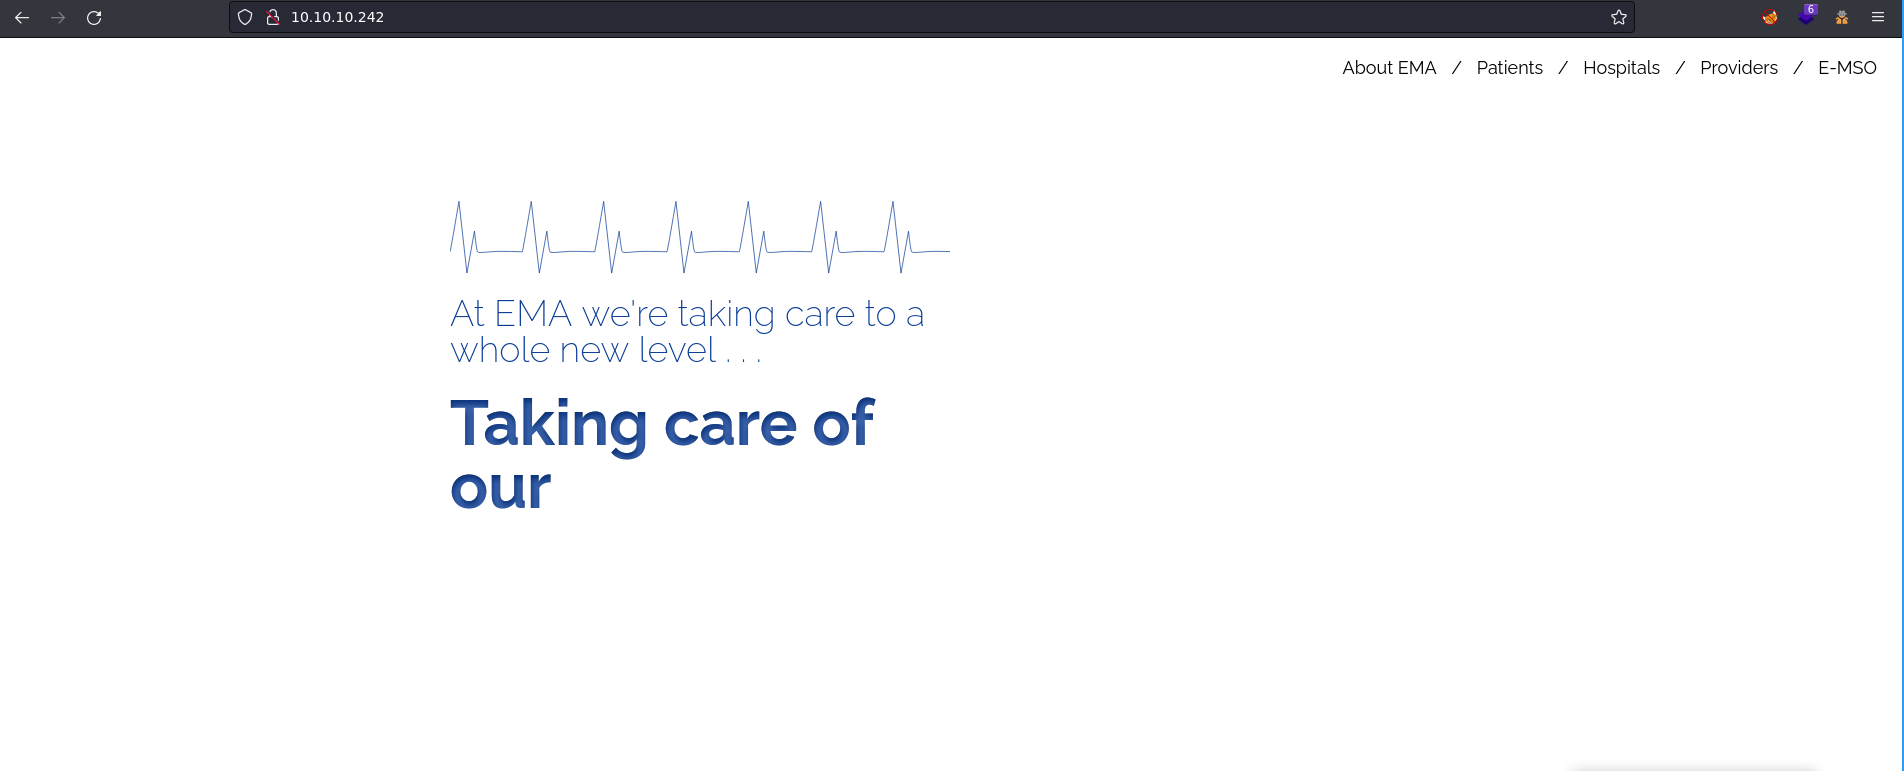 10.10.10.242
6
About EMA / Patients / Hospitals / Providers / E-MSO
At EMA we're taking care to a
whole new level . . .
Taking care of
our